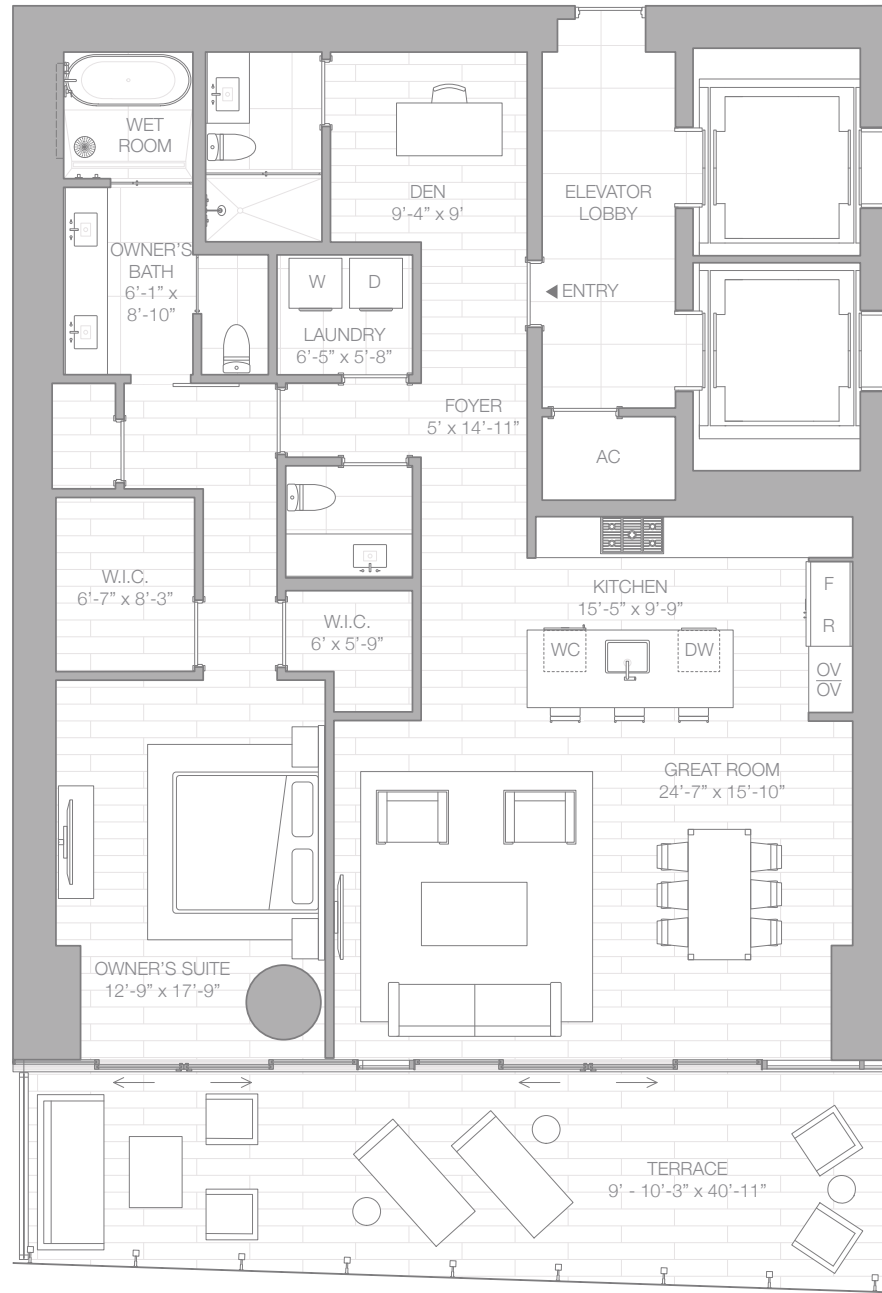 WET
ROOM
DEN
9'-4" x 9'
ELEVATOR
LOBBY
OWNER'S
BATH
6'-1" x
8'-10"
W
D
ENTRY
LAUNDRY
6'-5" x 5'-8"
FOYER
5' x 14'-11"
AC
W.I.C.
6'-7" x 8'-3"
KITCHEN
15'-5" x 9'-9"
F
R
W.I.C.
6' x 5'-9"
WC
DW
OV
OV
GREAT ROOM
24'-7" x 15'-10"
OWNER'S SUITE
12'-9" x 17'-9"
TERRACE
9' - 10'-3" x 40'-11"